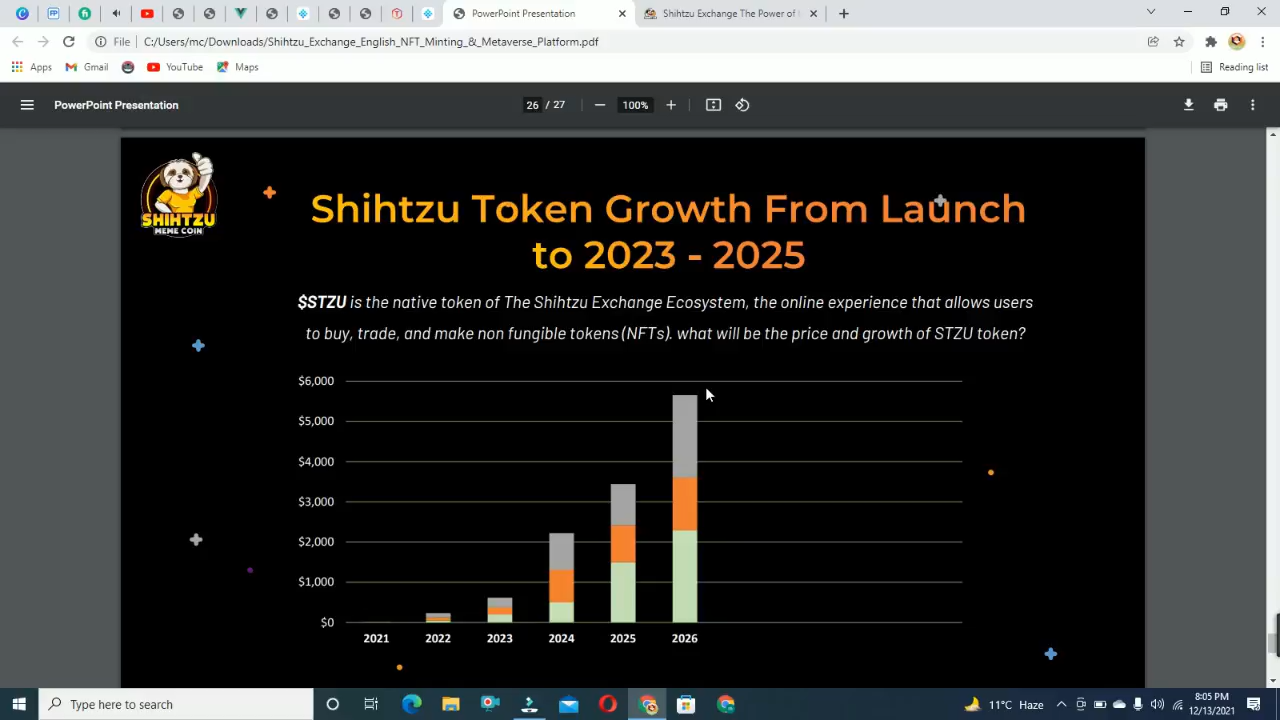 PowerPoint Presentation
Shihtzu Exchange The Power of
File
C:/Users/mc/Downloads/Shihtzu_Exchange_English_NFT_Minting_&_Metaverse_Platform.pdf
Apps
Gmail
YouTube
Maps
Reading list
PowerPoint Presentation
26 / 27
100%
SHIHTZU
MEME COIN
Shihtzu Token Growth From Launch
to 2023 - 2025
$STZU is the native token of The Shihtzu Exchange Ecosystem, the online experience that allows users
to buy, trade, and make non fungible tokens (NFTs). what will be the price and growth of STZU token?
$6,000
$5,000
$4,000
$3,000
$2,000
$1,000
$0
2021 2022 2023 2024 2025 2026
Type here to search
11°C Haze
8:05 PM
12/13/2021